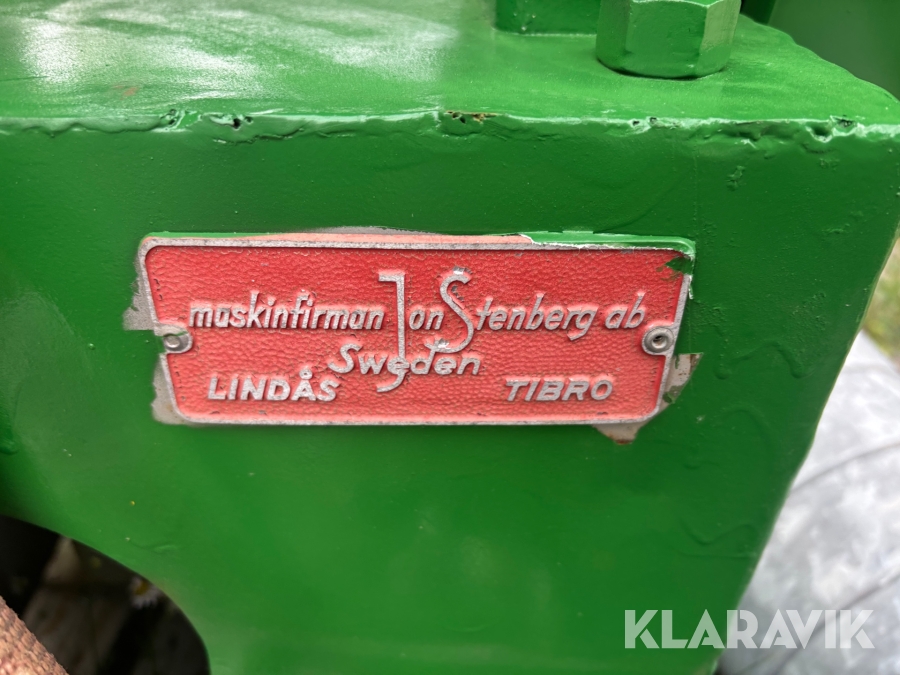 maskinfirman Jon Stenberg ab
Sweden
LINDÅS TIBRO
KLARAVIK